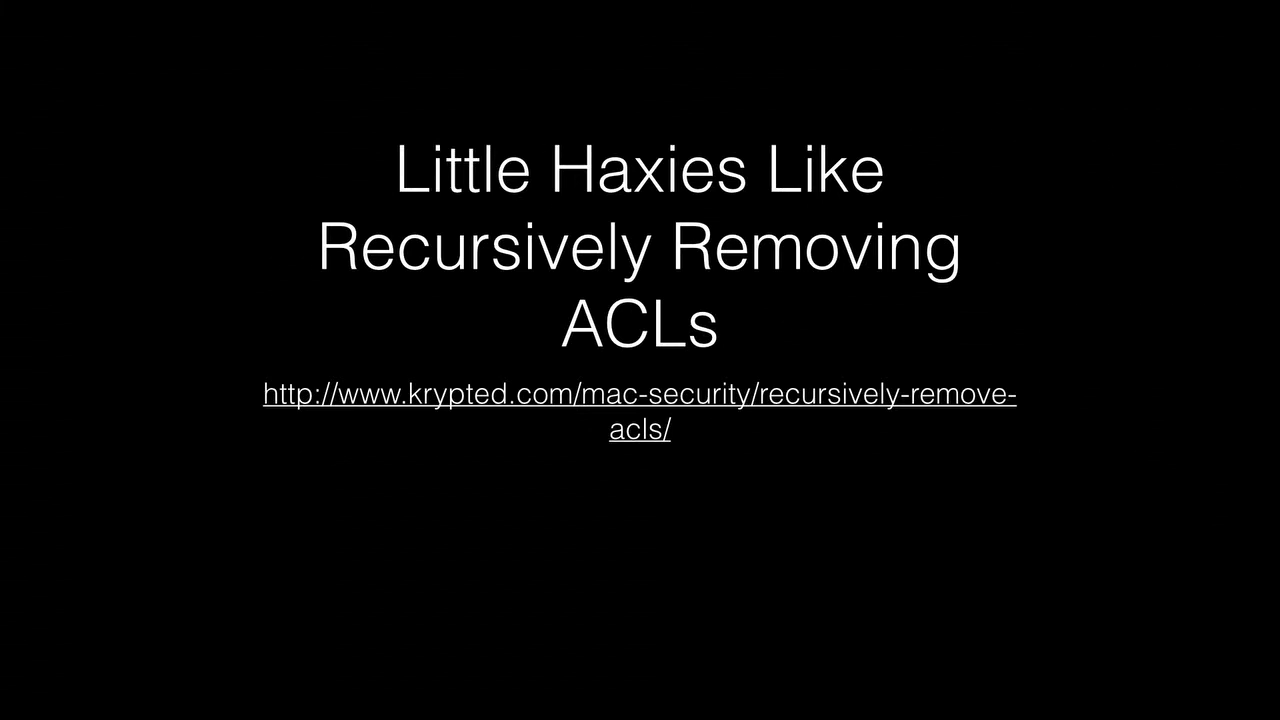 Little Haxies Like
Recursively Removing
ACLs
http://www.krypted.com/mac-security/recursively-remove-
acls/